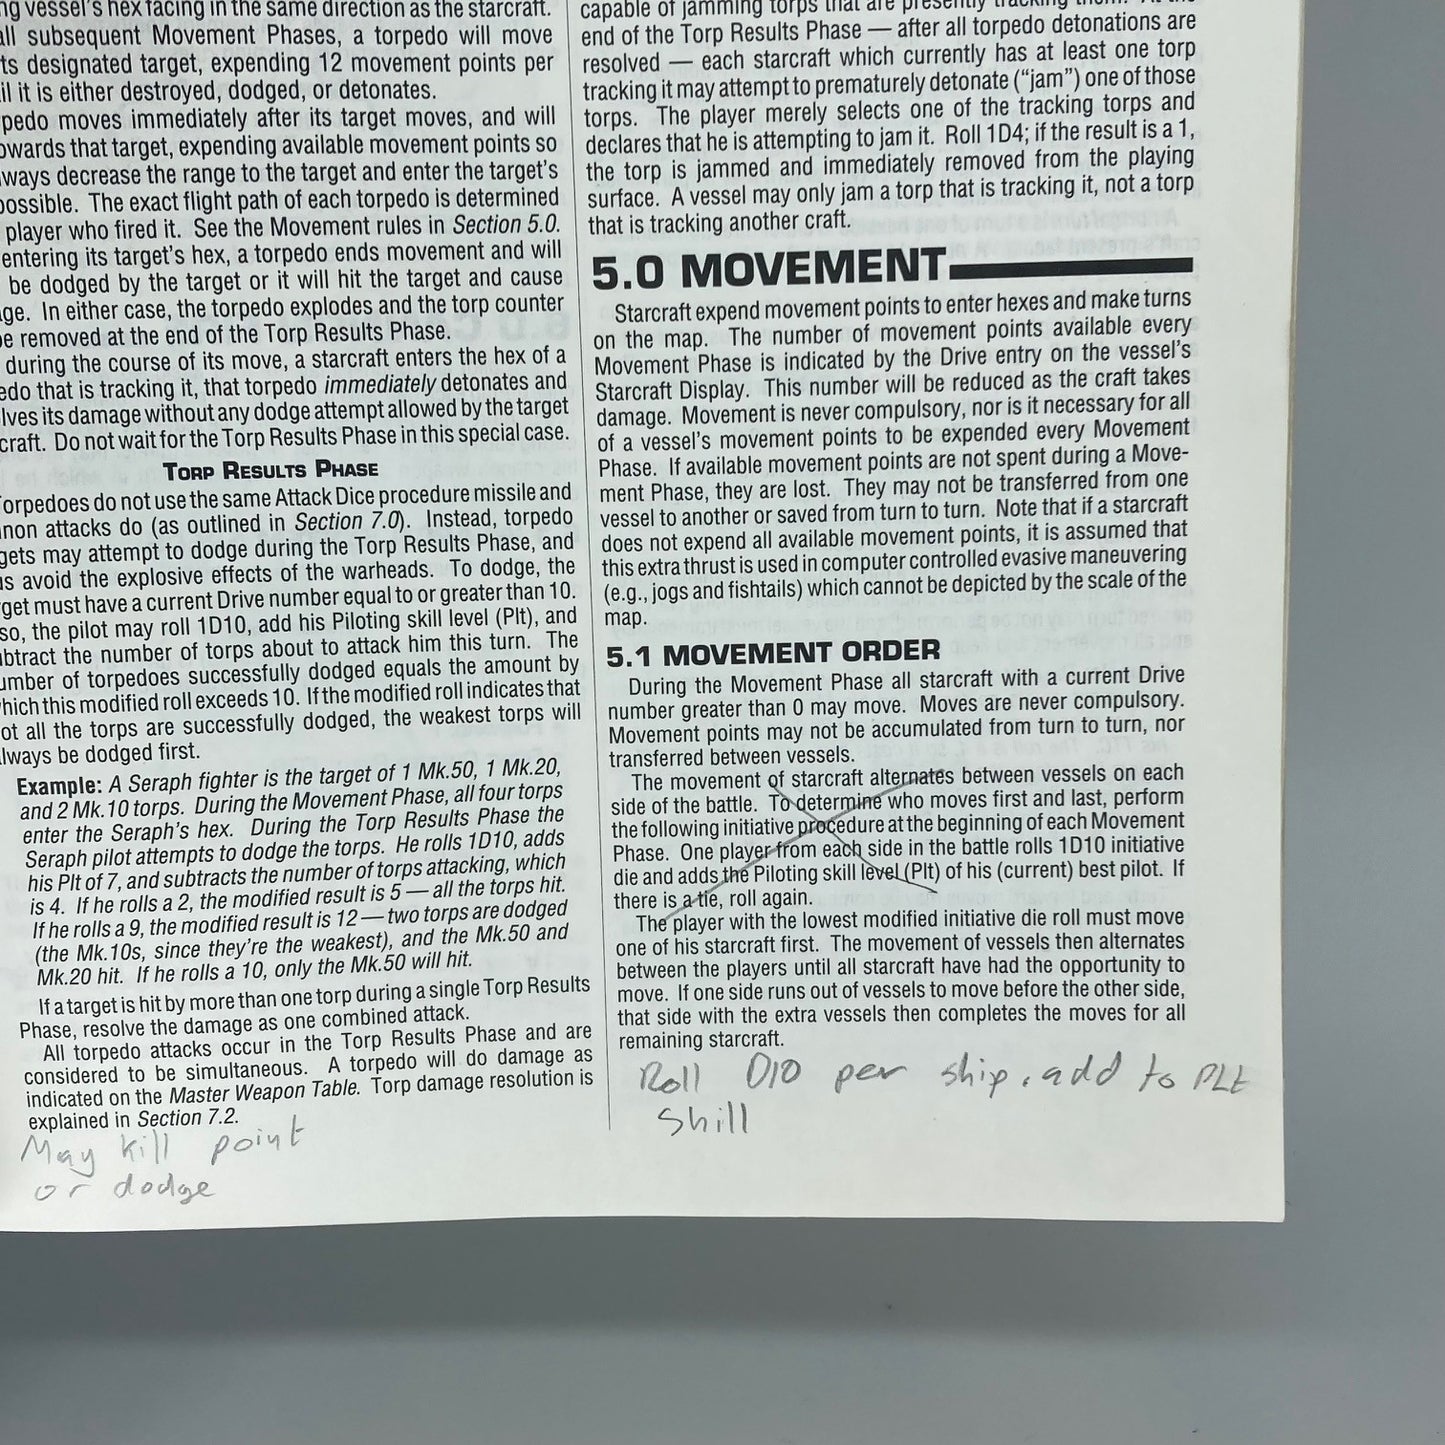 ng vessel's hex facing in the same direction as the starcraft.
all subsequent Movement Phases, a torpedo will move
ts designated target, expending 12 movement points per
il it is either destroyed, dodged, or detonates.
pedo moves immediately after its target moves, and will
owards that target, expending available movement points so
ways decrease the range to the target and enter the target's
possible. The exact flight path of each torpedo is determined
player who fired it. See the Movement rules in Section 5.0.
entering its target's hex, a torpedo ends movement and will
be dodged by the target or it will hit the target and cause
ge. In either case, the torpedo explodes and the torp counter
be removed at the end of the Torp Results Phase.
during the course of its move, a starcraft enters the hex of a
edo that is tracking it, that torpedo immediately detonates and
lves its damage without any dodge attempt allowed by the target
craft. Do not wait for the Torp Results Phase in this special case.
TORP RESULTS PHASE
Torpedoes do not use the same Attack Dice procedure missile and
nnon attacks do (as outlined in Section 7.0). Instead, torpedo
gets may attempt to dodge during the Torp Results Phase, and
us avoid the explosive effects of the warheads. To dodge, the
rget must have a current Drive number equal to or greater than 10.
so, the pilot may roll 1D10, add his Piloting skill level (Plt), and
ubtract the number of torps about to attack him this turn. The
umber of torpedoes successfully dodged equals the amount by
which this modified roll exceeds 10. If the modified roll indicates that
ot all the torps are successfully dodged, the weakest torps will
always be dodged first.
Example: A Seraph fighter is the target of 1 Mk.50, 1 Mk.20,
and 2 Mk.10 torps. During the Movement Phase, all four torps
enter the Seraph's hex. During the Torp Results Phase the
Seraph pilot attempts to dodge the torps. He rolls 1D10, adds
his Plt of 7, and subtracts the number of torps attacking, which
is 4. If he rolls a 2, the modified result is 5 — all the torps hit.
If he rolls a 9, the modified result is 12 — two torps are dodged
(the Mk.10s, since they're the weakest), and the Mk.50 and
Mk.20 hit. If he rolls a 10, only the Mk.50 will hit.
If a target is hit by more than one torp during a single Torp Results
Phase, resolve the damage as one combined attack.
All torpedo attacks occur in the Torp Results Phase and are
considered to be simultaneous. A torpedo will do damage as
indicated on the Master Weapon Table. Torp damage resolution is
explained in Section 7.2.
May kill point
or dodge
capable of jamming torps that are presently tracking them. At the
end of the Torp Results Phase — after all torpedo detonations are
resolved — each starcraft which currently has at least one torp
tracking it may attempt to prematurely detonate ("jam") one of those
torps. The player merely selects one of the tracking torps and
declares that he is attempting to jam it. Roll 1D4; if the result is a 1,
the torp is jammed and immediately removed from the playing
surface. A vessel may only jam a torp that is tracking it, not a torp
that is tracking another craft.
5.0 MOVEMENT
Starcraft expend movement points to enter hexes and make turns
on the map. The number of movement points available every
Movement Phase is indicated by the Drive entry on the vessel's
Starcraft Display. This number will be reduced as the craft takes
damage. Movement is never compulsory, nor is it necessary for all
of a vessel's movement points to be expended every Movement
Phase. If available movement points are not spent during a Move-
ment Phase, they are lost. They may not be transferred from one
vessel to another or saved from turn to turn. Note that if a starcraft
does not expend all available movement points, it is assumed that
this extra thrust is used in computer controlled evasive maneuvering
(e.g., jogs and fishtails) which cannot be depicted by the scale of the
map.
5.1 MOVEMENT ORDER
During the Movement Phase all starcraft with a current Drive
number greater than 0 may move. Moves are never compulsory.
Movement points may not be accumulated from turn to turn, nor
transferred between vessels.
The movement of starcraft alternates between vessels on each
side of the battle. To determine who moves first and last, perform
the following initiative procedure at the beginning of each Movement
Phase. One player from each side in the battle rolls 1D10 initiative
die and adds the Piloting skill level (Plt) of his (current) best pilot. If
there is a tie, roll again.
The player with the lowest modified initiative die roll must move
one of his starcraft first. The movement of vessels then alternates
between the players until all starcraft have had the opportunity to
move. If one side runs out of vessels to move before the other side,
that side with the extra vessels then completes the moves for all
remaining starcraft.
Roll D10 per ship, add to PLt
Skill